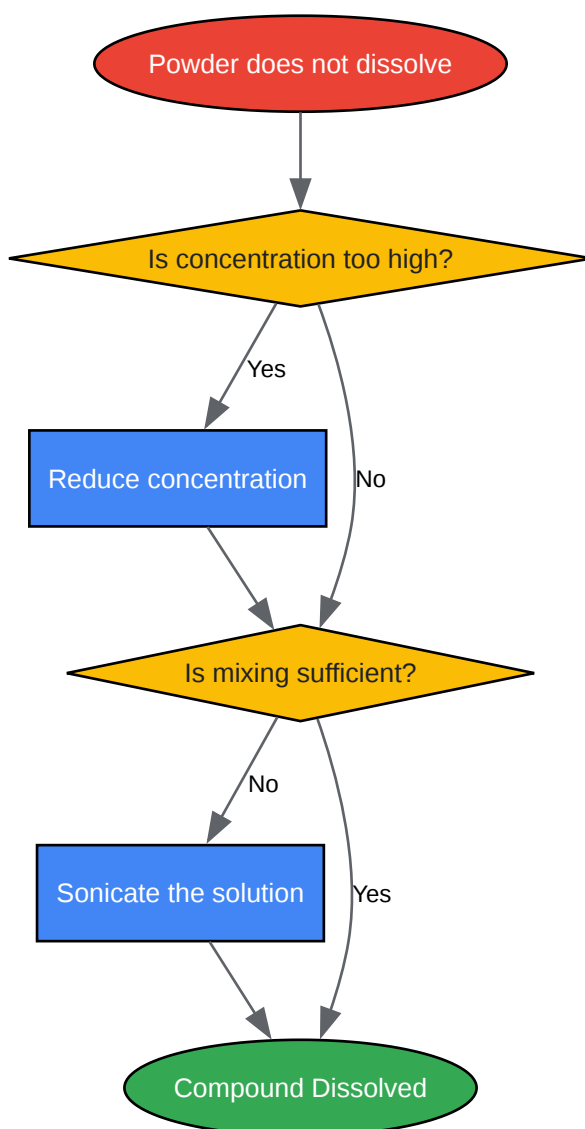 Powder does not dissolve
Is concentration too high?
Yes
Reduce concentration
No
Is mixing sufficient?
No
Sonicate the solution
Yes
Compound Dissolved